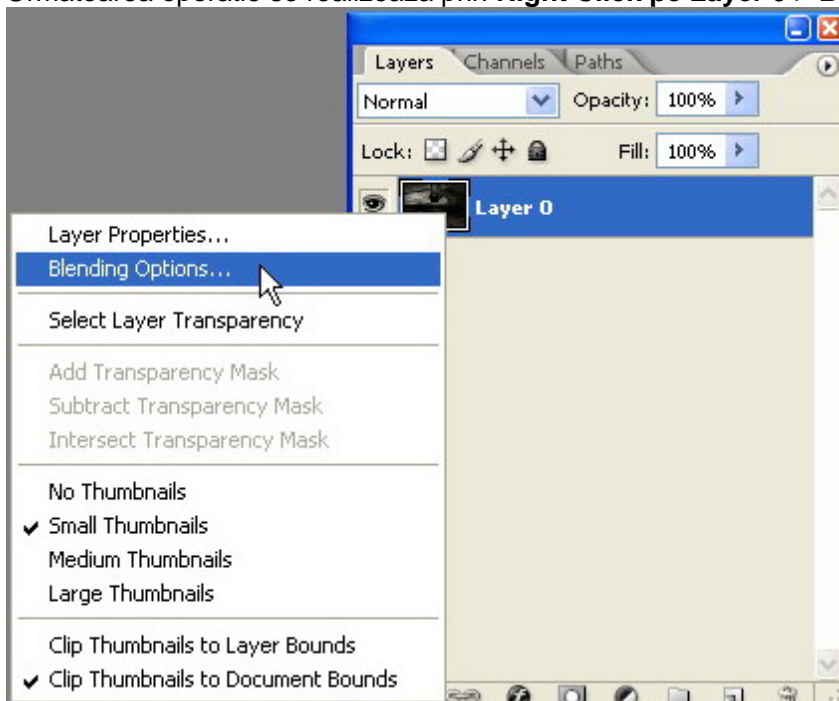 Layers Channels Paths
Normal Opacity: 100%
Lock: Fill: 100%
Layer 0
Layer Properties...
Blending Options...
Select Layer Transparency
Add Transparency Mask
Subtract Transparency Mask
Intersect Transparency Mask
No Thumbnails
Small Thumbnails
Medium Thumbnails
Large Thumbnails
Clip Thumbnails to Layer Bounds
Clip Thumbnails to Document Bounds